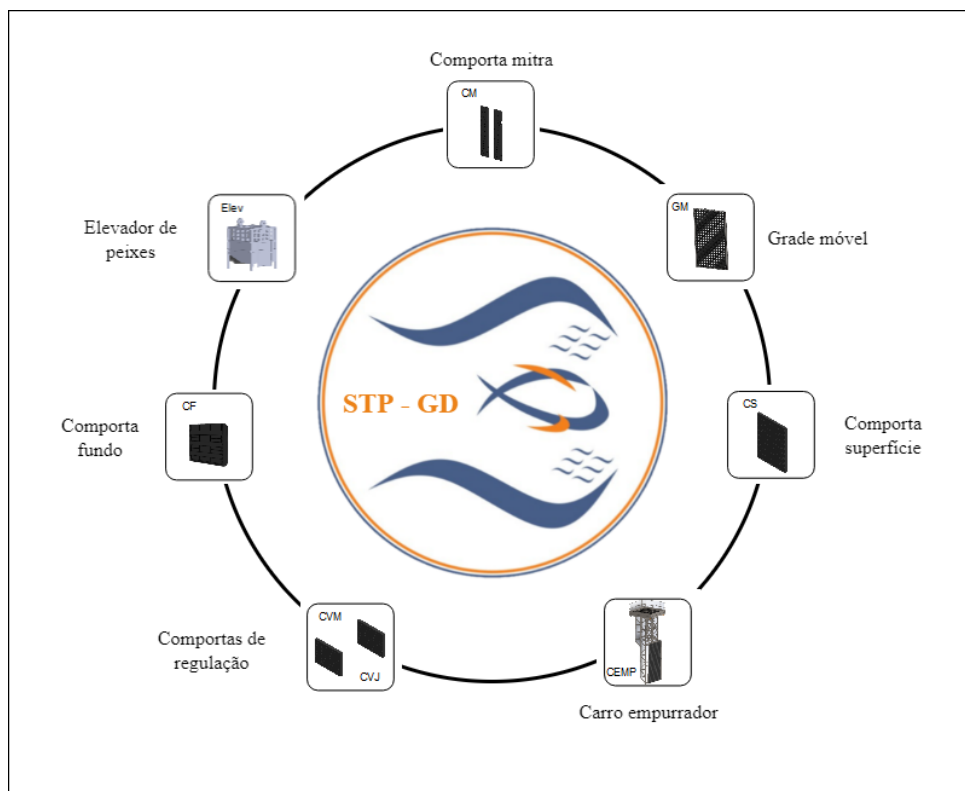 Comporta mitra
CM
Elev
Elevador de
peixes
GM
Grade móvel
STP - GD
CF
Comporta
fundo
CS
Comporta
superfície
Comportas de
regulação
CVM
CVJ
CEMP
Carro empurrador